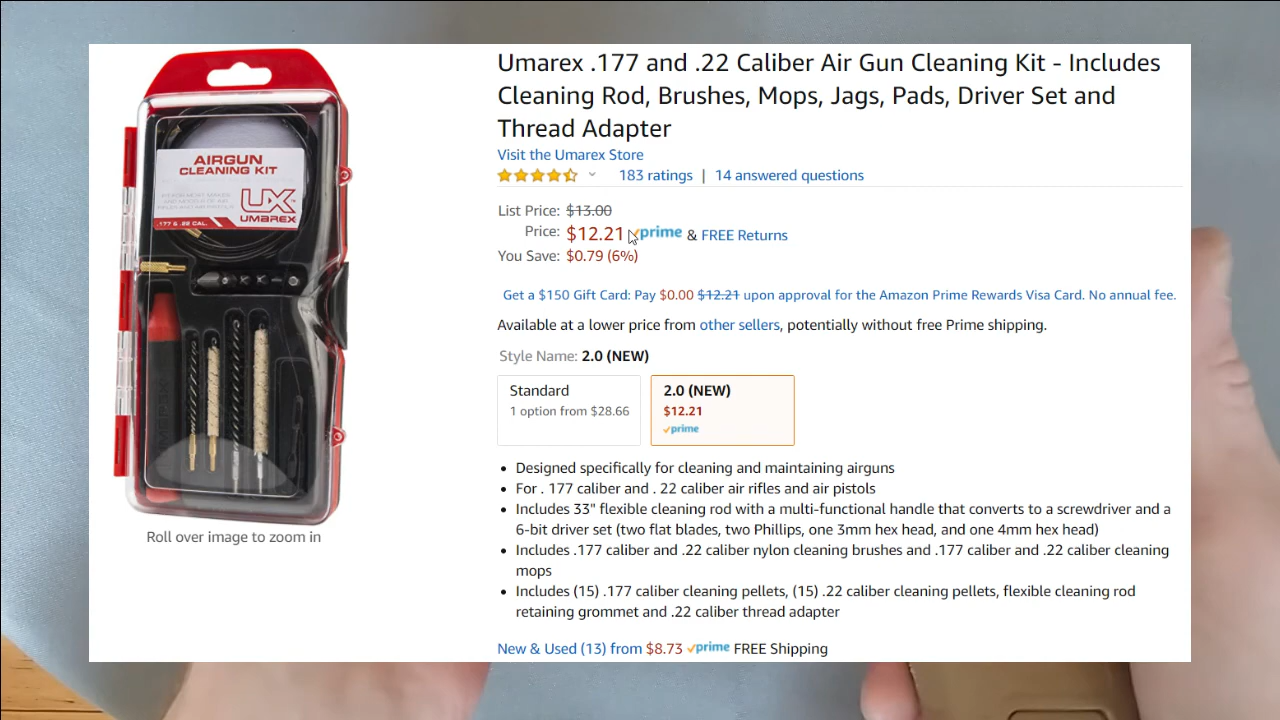 Umarex .177 and .22 Caliber Air Gun Cleaning Kit - Includes
Cleaning Rod, Brushes, Mops, Jags, Pads, Driver Set and
Thread Adapter
Visit the Umarex Store
183 ratings | 14 answered questions
List Price: $13.00
Price: $12.21 prime & FREE Returns
You Save: $0.79 (6%)
Get a $150 Gift Card: Pay $0.00 $12.21 upon approval for the Amazon Prime Rewards Visa Card. No annual fee.
Available at a lower price from other sellers, potentially without free Prime shipping.
Style Name: 2.0 (NEW)
Standard
1 option from $28.66
2.0 (NEW)
$12.21
prime
• Designed specifically for cleaning and maintaining airguns
• For . 177 caliber and . 22 caliber air rifles and air pistols
• Includes 33" flexible cleaning rod with a multi-functional handle that converts to a screwdriver and a
6-bit driver set (two flat blades, two Phillips, one 3mm hex head, and one 4mm hex head)
• Includes .177 caliber and .22 caliber nylon cleaning brushes and .177 caliber and .22 caliber cleaning
mops
• Includes (15) .177 caliber cleaning pellets, (15) .22 caliber cleaning pellets, flexible cleaning rod
retaining grommet and .22 caliber thread adapter
New & Used (13) from $8.73 prime FREE Shipping
AIRGUN
CLEANING KIT
UX
UMAREX
.177 & .22 CAL.
Roll over image to zoom in